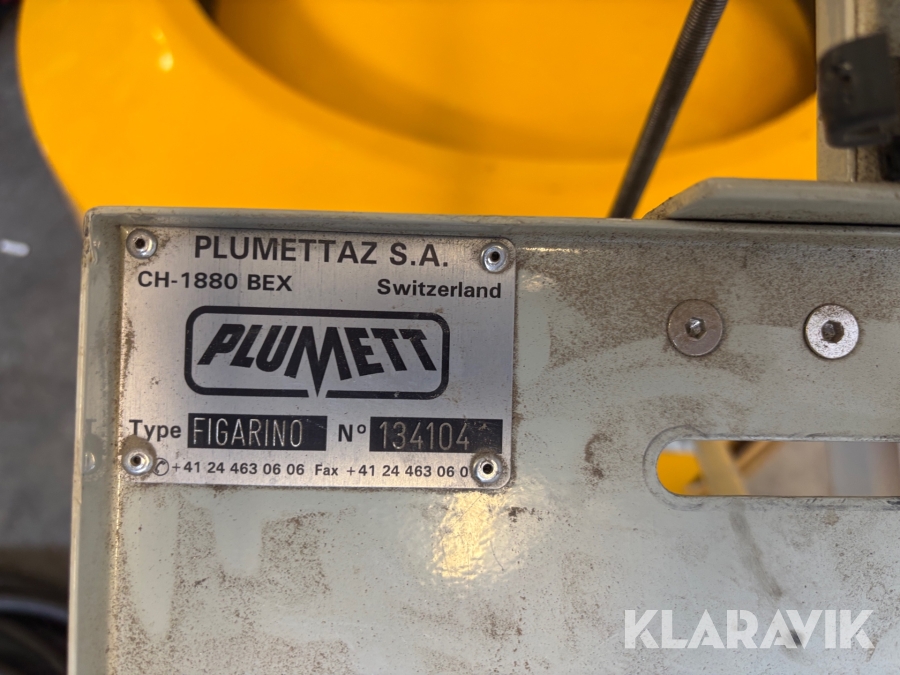 PLUMETTAZ S.A.
CH-1880 BEX Switzerland
PLUMETT
Type FIGARINO Nº 134104
✆+41 24 463 06 06 Fax +41 24 463 06 0
KLARAVIK